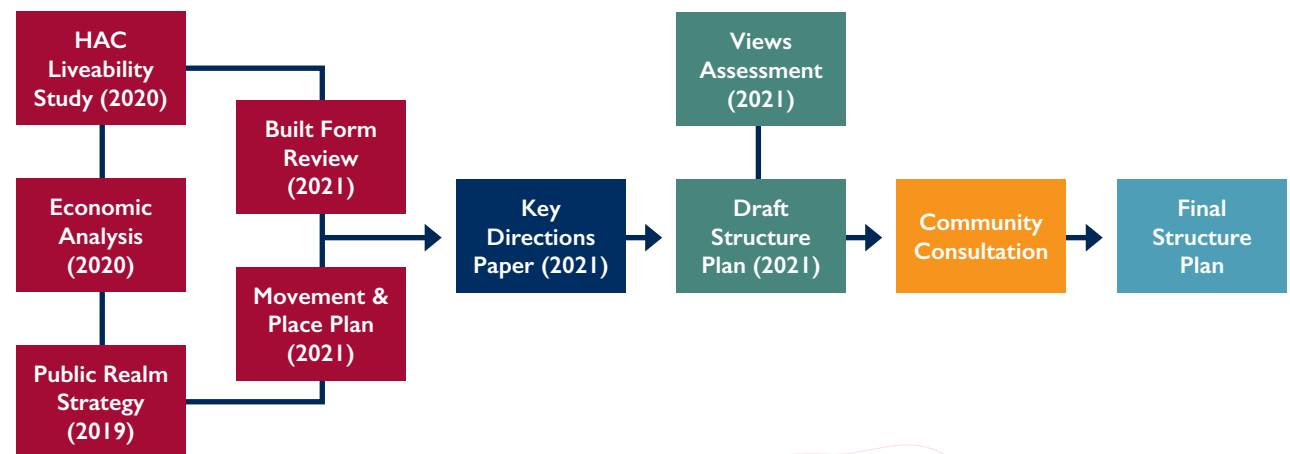 HAC
Liveability
Study (2020)
Economic
Analysis
(2020)
Public Realm
Strategy
(2019)
Built Form
Review
(2021)
Movement &
Place Plan
(2021)
Key
Directions
Paper (2021)
Views
Assessment
(2021)
Draft
Structure
Plan (2021)
Community
Consultation
Final
Structure
Plan